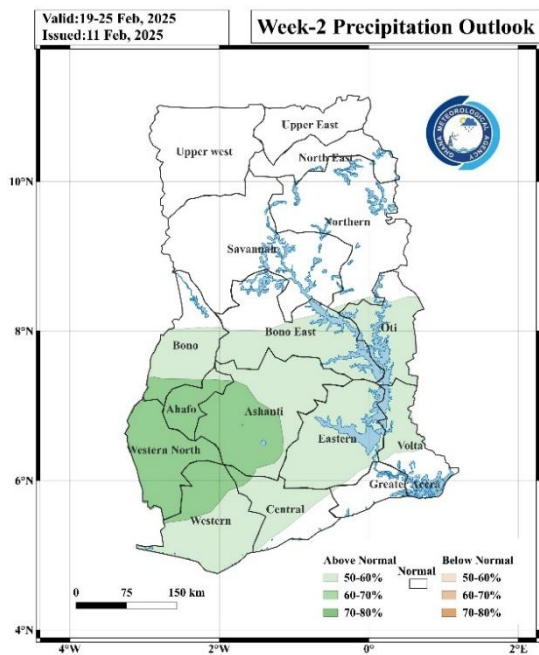 Valid:19-25 Feb, 2025
Issued:11 Feb, 2025
Week-2 Precipitation Outlook
GHANA METEOROLOGICAL AGENCY
Upper East
Upper west
North East
10°N
Northern
Savannah
8°N
Bono East
Oti
Bono
Ahafo
Ashanti
Western North
Eastern
Volta
6°N
Greater Accra
Western
Central
Above Normal
Normal
Below Normal
50-60%
50-60%
60-70%
60-70%
70-80%
70-80%
0 75 150 km
4°N
4°W
2°W
0°
2°E